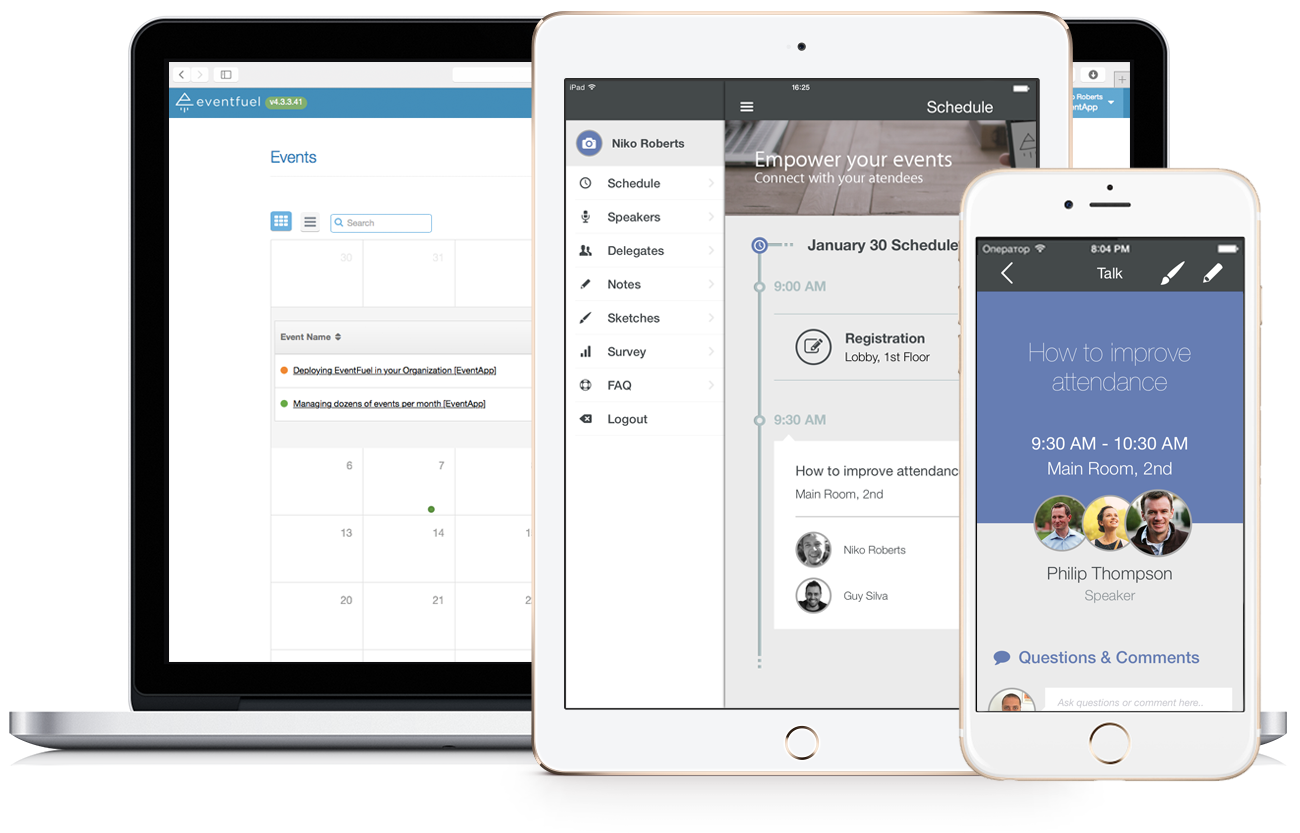 eventfuel v4.3.3.41
Events
Search
30 31
Event Name
Deploying EventFuel in your Organization [EventApp]
Managing dozens of events per month [EventApp]
6 7
13 14
20 21
Roberts
iPad 16:25
Schedule
Niko Roberts
Schedule
Speakers
Delegates
Notes
Sketches
Survey
FAQ
Logout
Empower your events
Connect with your atendees
January 30 Schedule
9:00 AM
Registration
Lobby, 1st Floor
9:30 AM
How to improve attendanc
Main Room, 2nd
Niko Roberts
Guy Silva
Оператор 8:04 PM
Talk
How to improve
attendance
9:30 AM - 10:30 AM
Main Room, 2nd
Philip Thompson
Speaker
Questions & Comments
Ask questions or comment here..